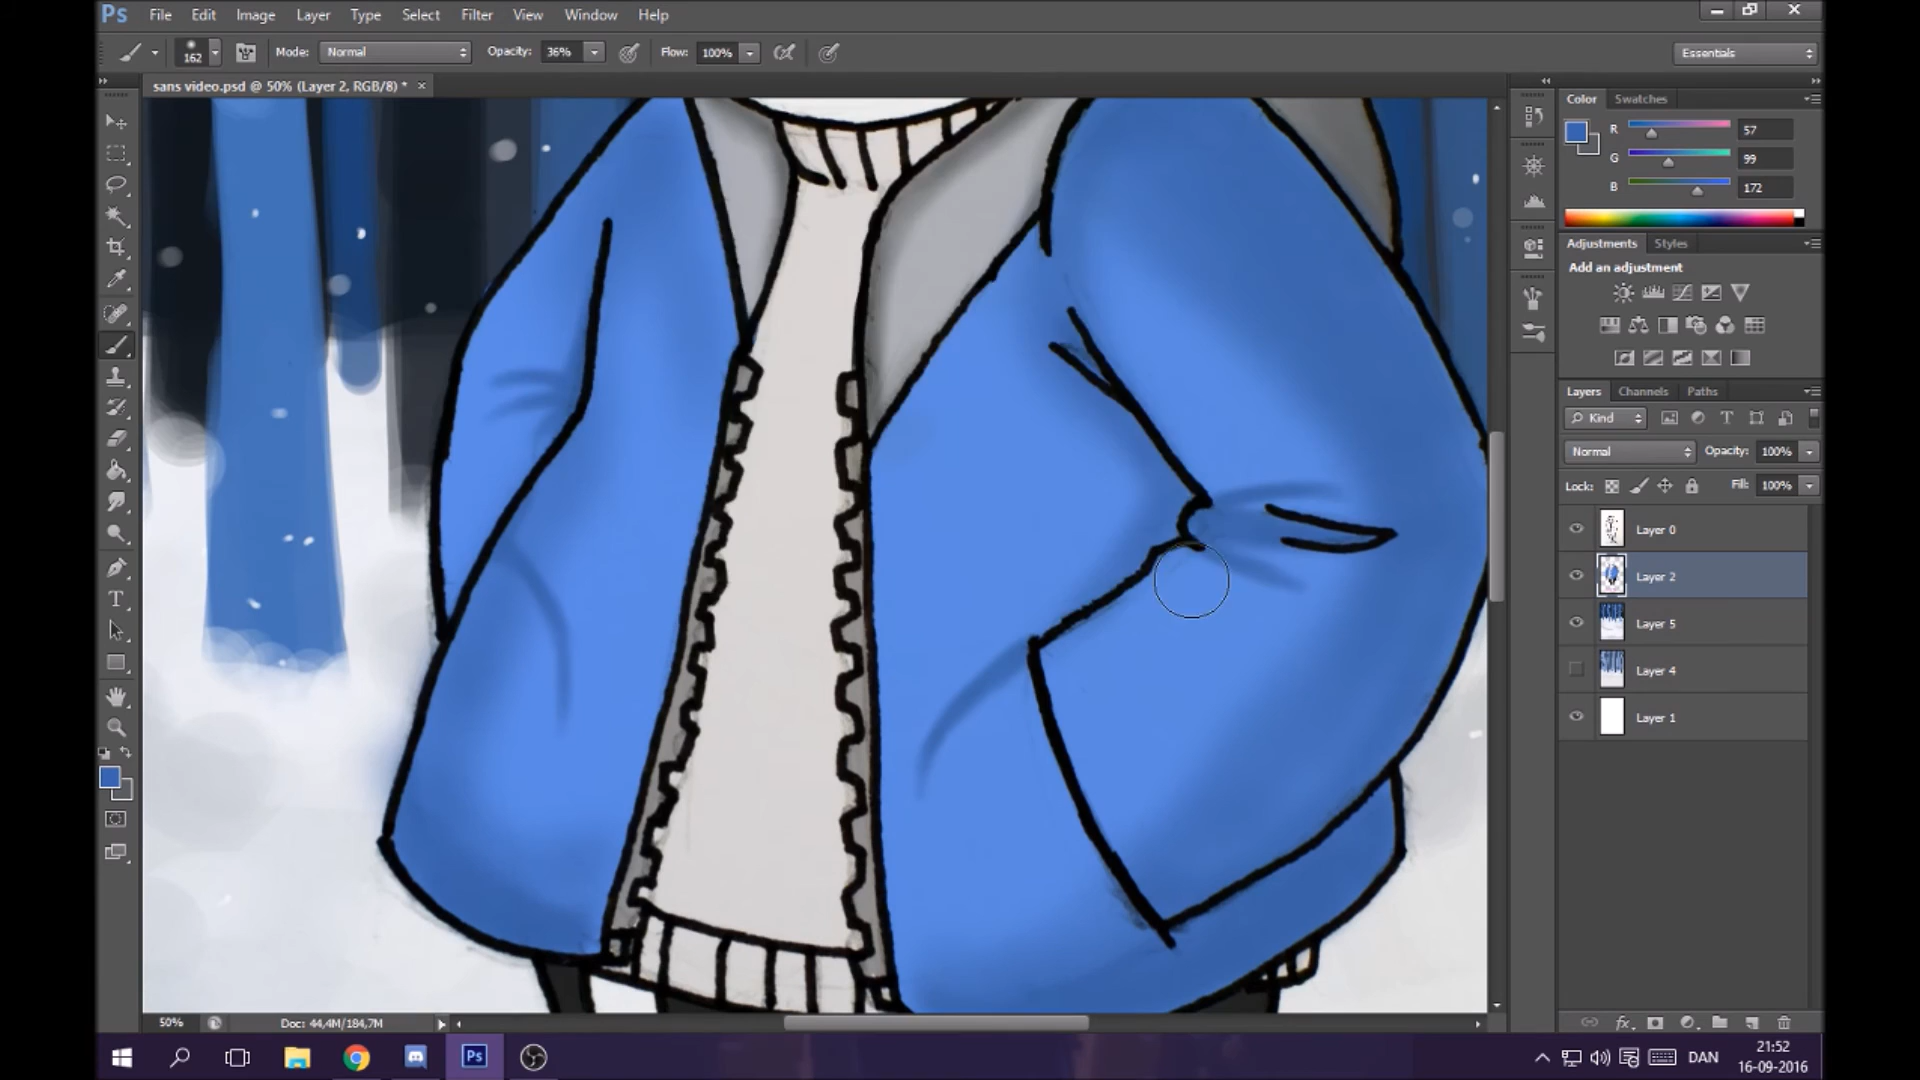 Ps File Edit Image Layer Type Select Filter View Window Help
162 Mode: Normal Opacity: 36% Flow: 100% Essentials
sans video.psd @ 50% (Layer 2, RGB/8) * ×
Color Swatches
R 57
G 99
B 172
Adjustments Styles
Add an adjustment
Layers Channels Paths
Kind
Normal Opacity: 100%
Lock: Fill: 100%
Layer 0
Layer 2
Layer 5
Layer 4
Layer 1
50% Doc: 44,4M/184,7M
fx
Ps DAN 21:52
16-09-2016